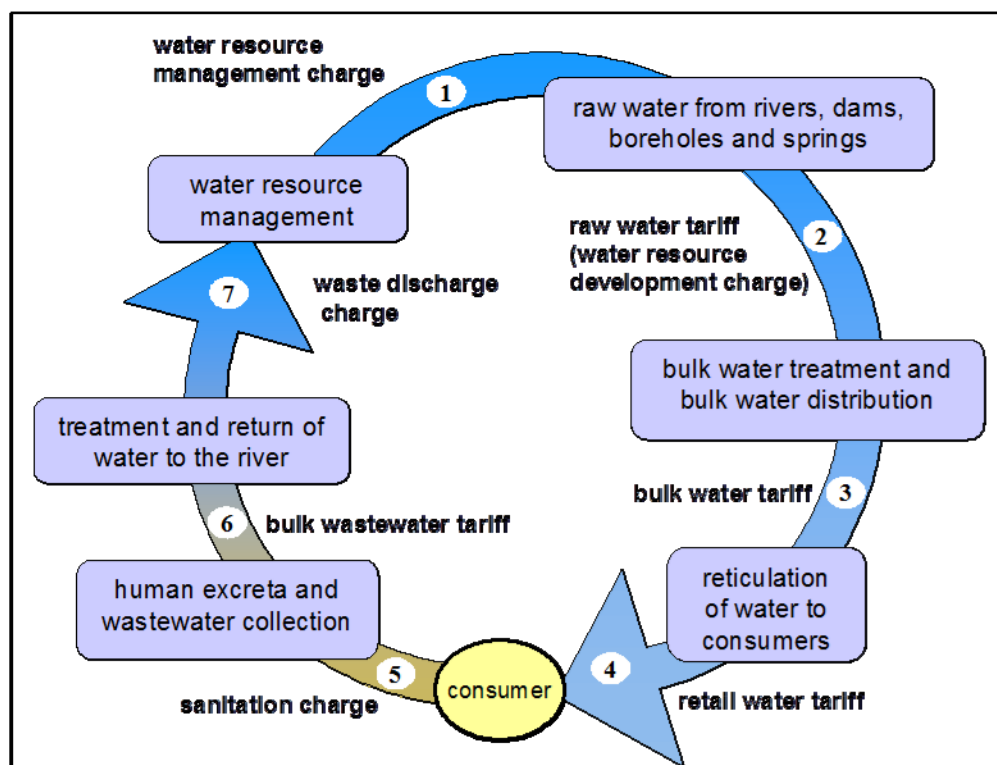 water resource
management charge
1
raw water from rivers, dams,
boreholes and springs
water resource
management
raw water tariff
(water resource
development charge)
2
7
waste discharge
charge
bulk water treatment and
bulk water distribution
treatment and return of
water to the river
bulk water tariff
3
6
bulk wastewater tariff
human excreta and
wastewater collection
reticulation
of water to
consumers
4
5
consumer
sanitation charge
retail water tariff